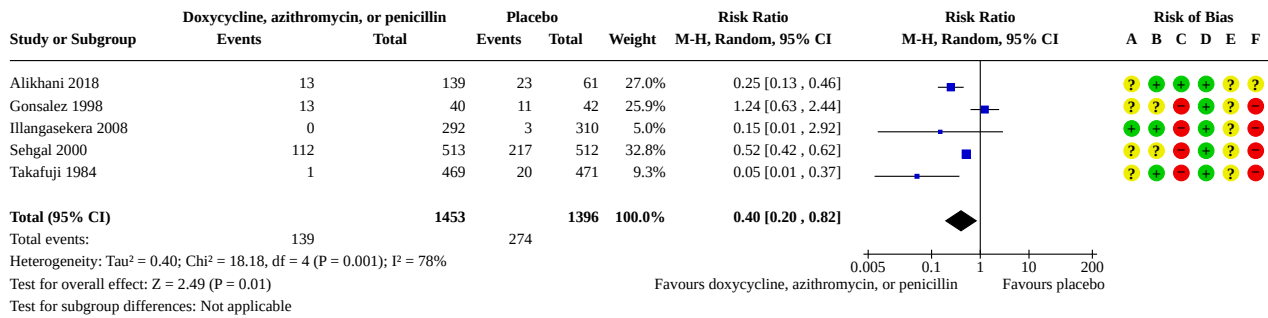 Doxycycline, azithromycin, or penicillin Placebo Risk Ratio Risk Ratio Risk of Bias
Study or Subgroup Events Total Events Total Weight M-H, Random, 95% CI M-H, Random, 95% CI A B C D E F
Alikhani 2018 13 139 23 61 27.0% 0.25 [0.13 , 0.46] ? + + + ? ?
Gonsalez 1998 13 40 11 42 25.9% 1.24 [0.63 , 2.44] ? ? − + ? −
Illangasekera 2008 0 292 3 310 5.0% 0.15 [0.01 , 2.92] + + − + ? −
Sehgal 2000 112 513 217 512 32.8% 0.52 [0.42 , 0.62] ? ? − + ? −
Takafuji 1984 1 469 20 471 9.3% 0.05 [0.01 , 0.37] ? + − + ? −
Total (95% CI) 1453 1396 100.0% 0.40 [0.20 , 0.82]
Total events: 139 274
Heterogeneity: Tau² = 0.40; Chi² = 18.18, df = 4 (P = 0.001); I² = 78%
0.005 0.1 1 10 200
Test for overall effect: Z = 2.49 (P = 0.01) Favours doxycycline, azithromycin, or penicillin Favours placebo
Test for subgroup differences: Not applicable